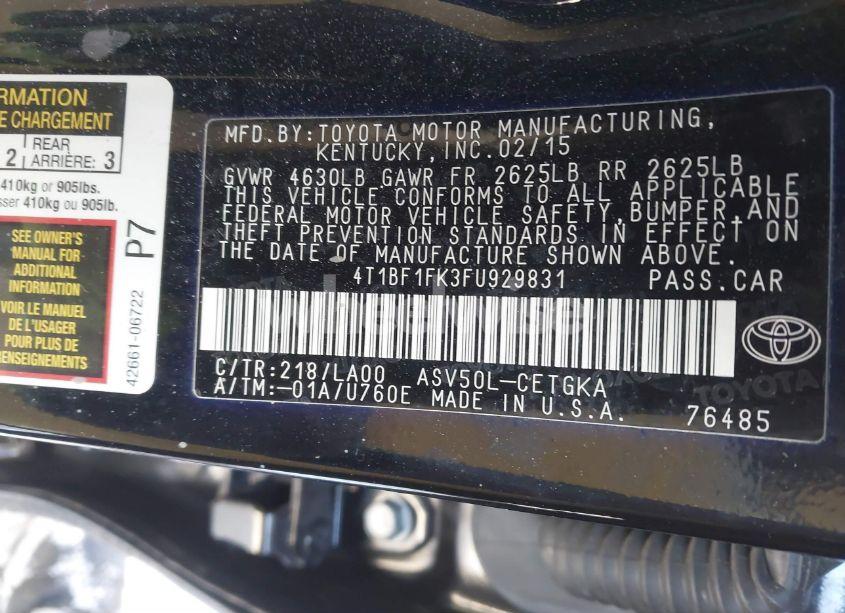 RMATION
E CHARGEMENT
2 REAR ARRIÈRE: 3
410kg or 905lbs.
sser 410kg ou 905lb.
SEE OWNER'S
MANUAL FOR
ADDITIONAL
INFORMATION
VOIR LE MANUEL
DE L'USAGER
POUR PLUS DE
RENSEIGNEMENTS
P7
42661-06722
MFD.BY:TOYOTA MOTOR MANUFACTURING,
KENTUCKY,INC.02/15
GVWR 4630LB GAWR FR 2625LB RR 2625LB
THIS VEHICLE CONFORMS TO ALL APPLICABLE
FEDERAL MOTOR VEHICLE SAFETY,BUMPER,AND
THEFT PREVENTION STANDARDS IN EFFECT ON
THE DATE OF MANUFACTURE SHOWN ABOVE.
4T1BF1FK3FU929831 PASS.CAR
C/TR:218/LA00 ASV50L-CETGKA
A/TM:-01A/U760E MADE IN U.S.A. 76485
TOYOTA